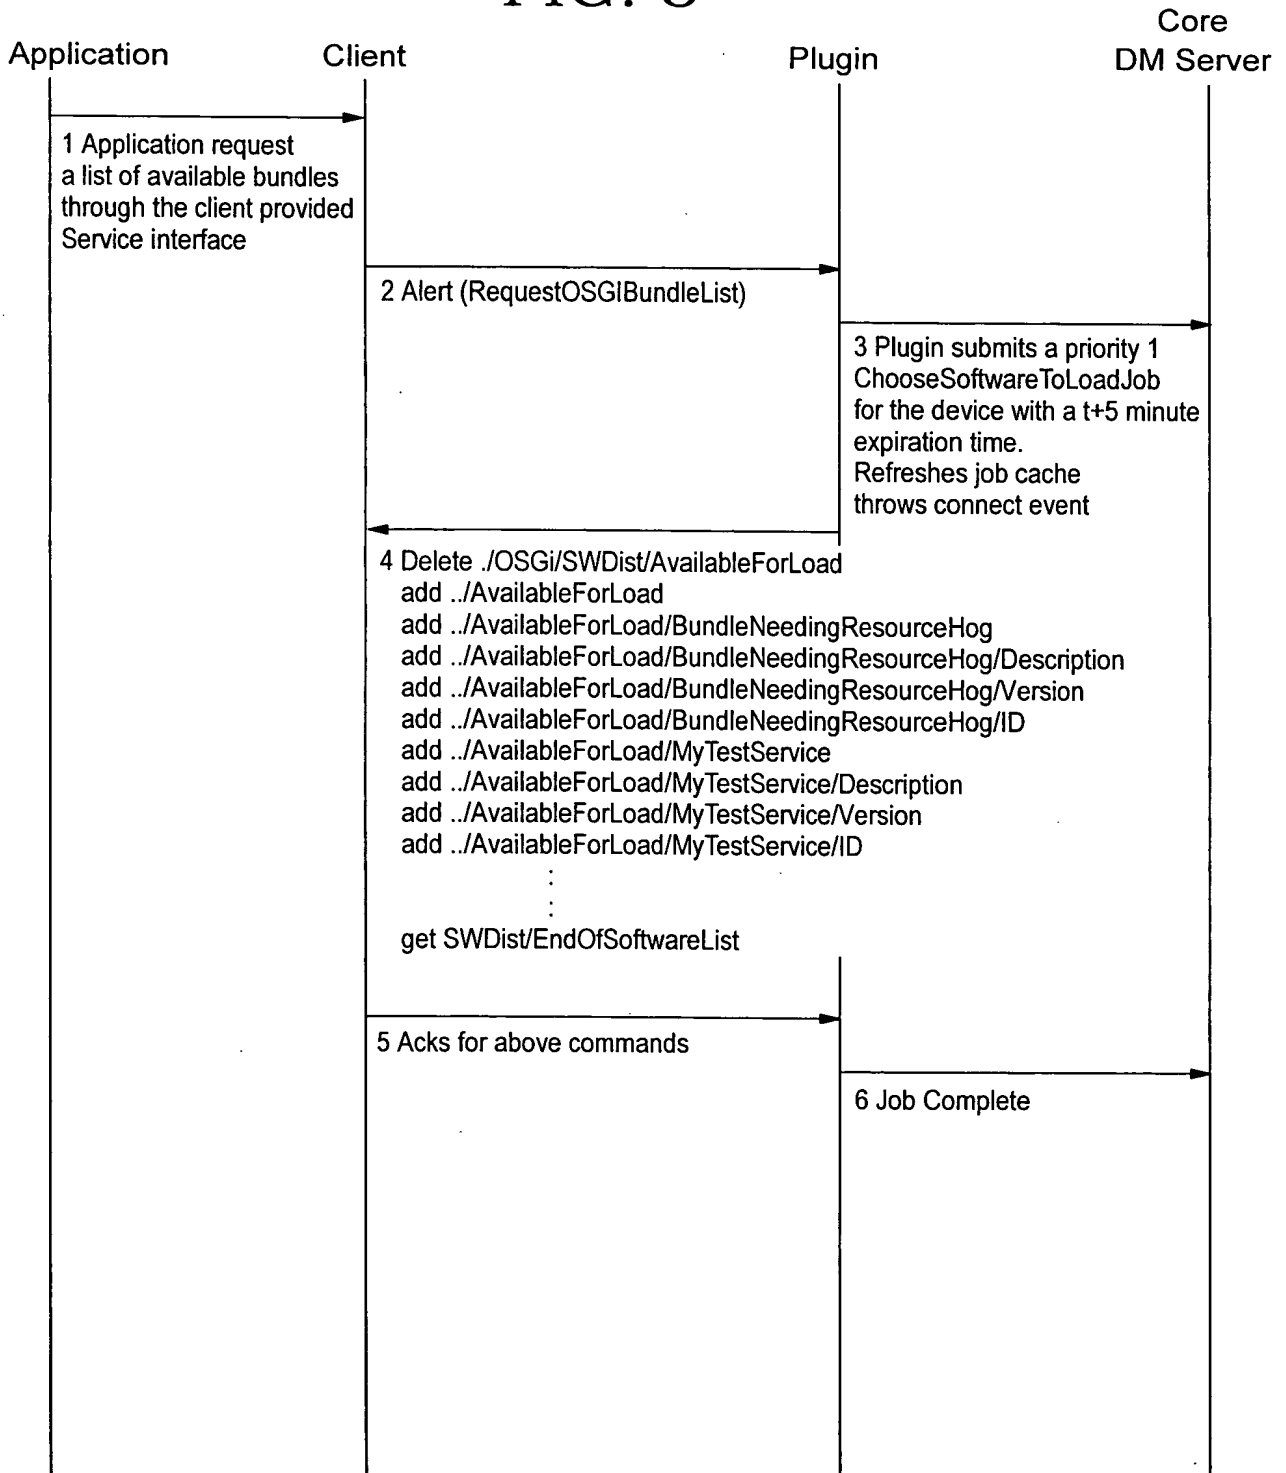 Application
Client
Plugin
Core
DM Server
1 Application request
a list of available bundles
through the client provided
Service interface
2 Alert (RequestOSGIBundleList)
3 Plugin submits a priority 1
ChooseSoftwareToLoadJob
for the device with a t+5 minute
expiration time.
Refreshes job cache
throws connect event
4 Delete ./OSGi/SWDist/AvailableForLoad
add ../AvailableForLoad
add ../AvailableForLoad/BundleNeedingResourceHog
add ../AvailableForLoad/BundleNeedingResourceHog/Description
add ../AvailableForLoad/BundleNeedingResourceHog/Version
add ../AvailableForLoad/BundleNeedingResourceHog/ID
add ../AvailableForLoad/MyTestService
add ../AvailableForLoad/MyTestService/Description
add ../AvailableForLoad/MyTestService/Version
add ../AvailableForLoad/MyTestService/ID
get SWDist/EndOfSoftwareList
5 Acks for above commands
6 Job Complete